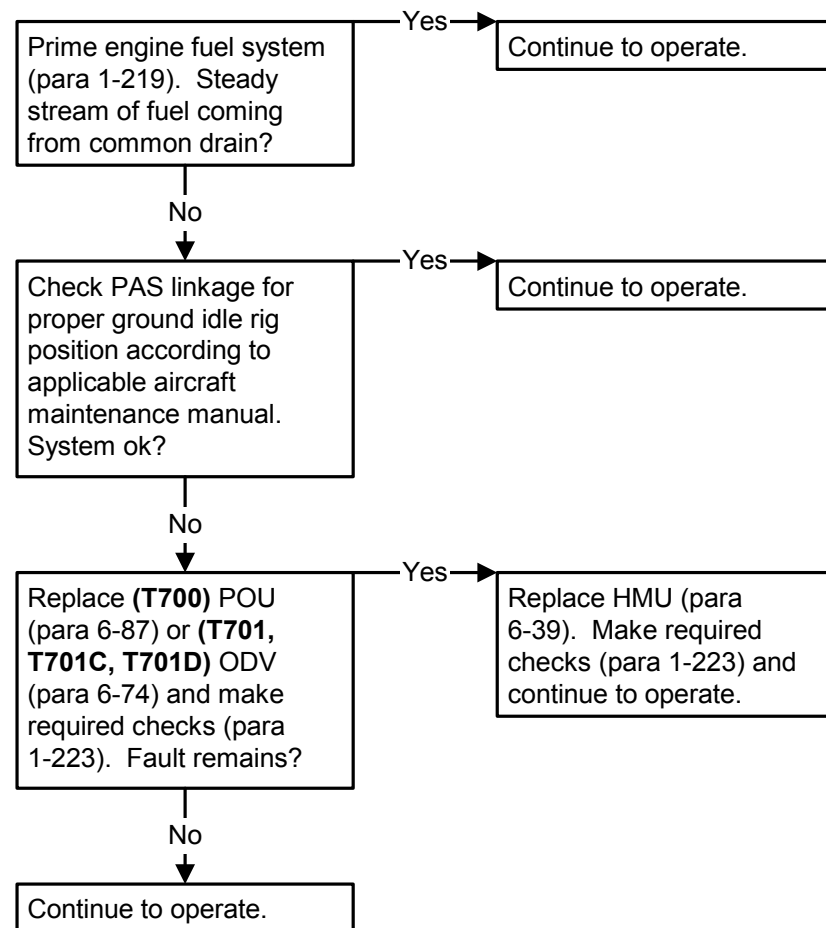 Prime engine fuel system
(para 1-219).  Steady
stream of fuel coming
from common drain?
Yes
Continue to operate.
No
Check PAS linkage for
proper ground idle rig
position according to
applicable aircraft
maintenance manual.
System ok?
Yes
Continue to operate.
No
Replace (T700) POU
(para 6-87) or (T701,
T701C, T701D) ODV
(para 6-74) and make
required checks (para
1-223).  Fault remains?
Yes
Replace HMU (para
6-39).  Make required
checks (para 1-223) and
continue to operate.
No
Continue to operate.